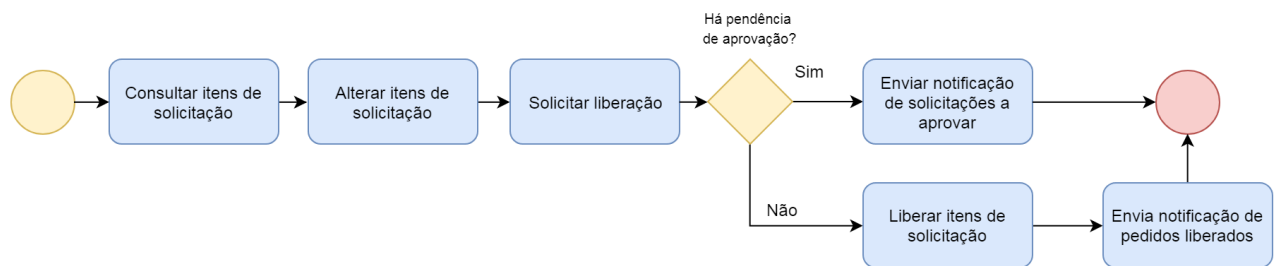 Há pendência
de aprovação?
Consultar itens de
solicitação
Alterar itens de
solicitação
Solicitar liberação
Sim
Enviar notificação
de solicitações a
aprovar
Não
Liberar itens de
solicitação
Envia notificação de
pedidos liberados